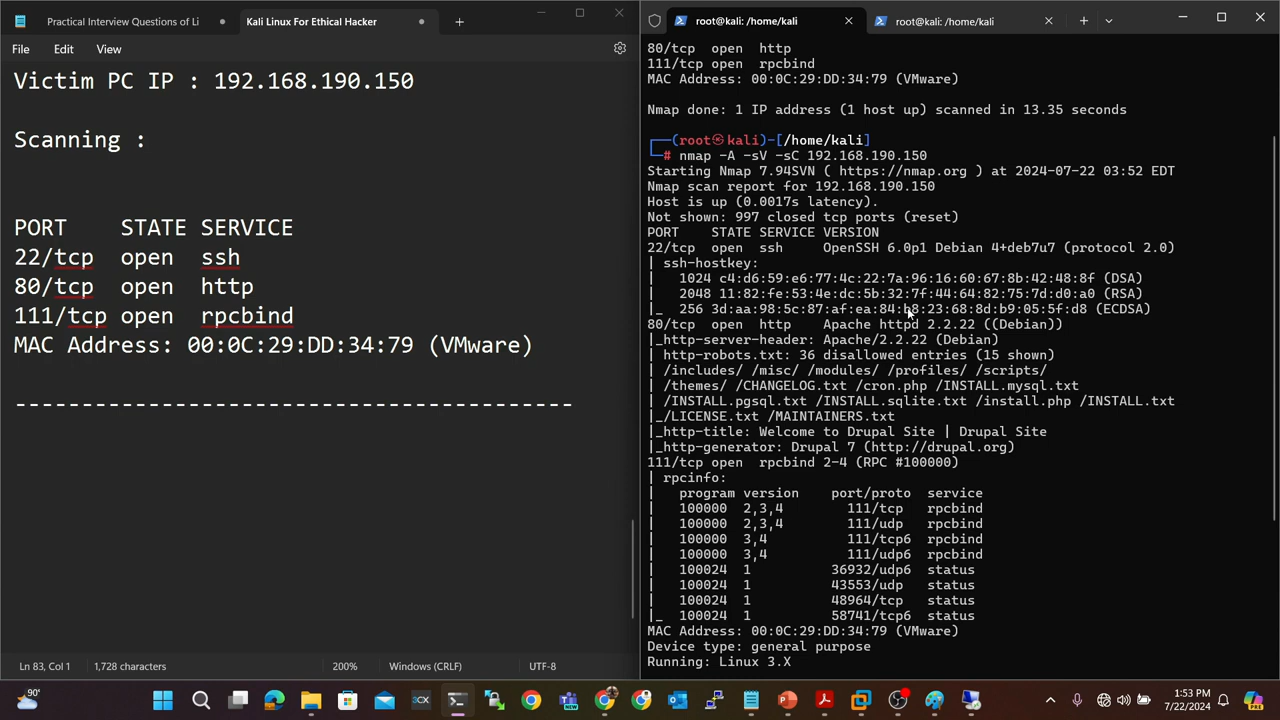 Practical Interview Questions of Li
Kali Linux For Ethical Hacker
File Edit View
Victim PC IP : 192.168.190.150
Scanning :
PORT STATE SERVICE
22/tcp open ssh
80/tcp open http
111/tcp open rpcbind
MAC Address: 00:0C:29:DD:34:79 (VMware)
------------------------------------------
Ln 83, Col 1 1,728 characters 200% Windows (CRLF) UTF-8
root@kali: /home/kali
root@kali: /home/kali
80/tcp open http
111/tcp open rpcbind
MAC Address: 00:0C:29:DD:34:79 (VMware)
Nmap done: 1 IP address (1 host up) scanned in 13.35 seconds
┌──(root㉿kali)-[/home/kali]
└─# nmap -A -sV -sC 192.168.190.150
Starting Nmap 7.94SVN ( https://nmap.org ) at 2024-07-22 03:52 EDT
Nmap scan report for 192.168.190.150
Host is up (0.0017s latency).
Not shown: 997 closed tcp ports (reset)
PORT STATE SERVICE VERSION
22/tcp open ssh OpenSSH 6.0p1 Debian 4+deb7u7 (protocol 2.0)
| ssh-hostkey:
| 1024 c4:d6:59:e6:77:4c:22:7a:96:16:60:67:8b:42:48:8f (DSA)
| 2048 11:82:fe:53:4e:dc:5b:32:7f:44:64:82:75:7d:d0:a0 (RSA)
|_ 256 3d:aa:98:5c:87:af:ea:84:b8:23:68:8d:b9:05:5f:d8 (ECDSA)
80/tcp open http Apache httpd 2.2.22 ((Debian))
|_http-server-header: Apache/2.2.22 (Debian)
| http-robots.txt: 36 disallowed entries (15 shown)
| /includes/ /misc/ /modules/ /profiles/ /scripts/
| /themes/ /CHANGELOG.txt /cron.php /INSTALL.mysql.txt
| /INSTALL.pgsql.txt /INSTALL.sqlite.txt /install.php /INSTALL.txt
|_/LICENSE.txt /MAINTAINERS.txt
|_http-title: Welcome to Drupal Site | Drupal Site
|_http-generator: Drupal 7 (http://drupal.org)
111/tcp open rpcbind 2-4 (RPC #100000)
| rpcinfo:
| program version port/proto service
| 100000 2,3,4 111/tcp rpcbind
| 100000 2,3,4 111/udp rpcbind
| 100000 3,4 111/tcp6 rpcbind
| 100000 3,4 111/udp6 rpcbind
| 100024 1 36932/udp6 status
| 100024 1 43553/udp status
| 100024 1 48964/tcp status
|_ 100024 1 58741/tcp6 status
MAC Address: 00:0C:29:DD:34:79 (VMware)
Device type: general purpose
Running: Linux 3.X
90°
1:53 PM
7/22/2024